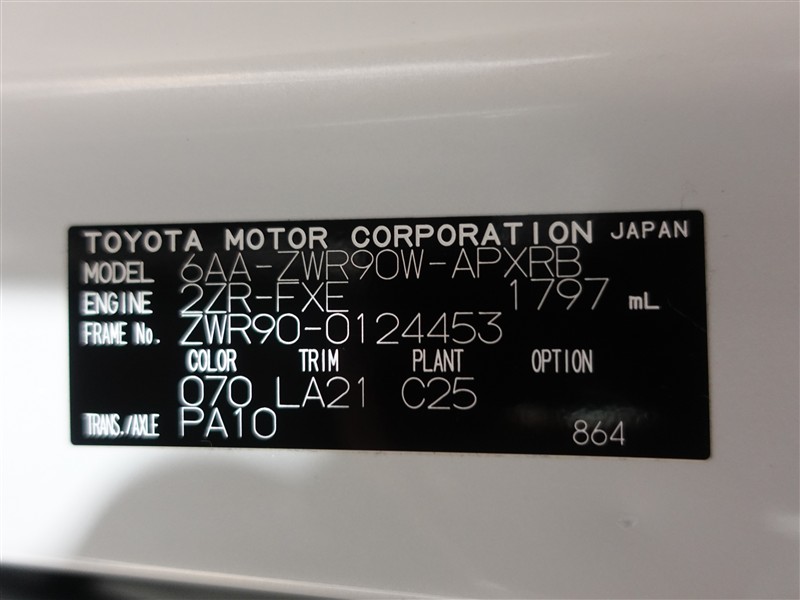 TOYOTA MOTOR CORPORATION JAPAN
MODEL 6AA-ZWR90W-APXRB
ENGINE 2ZR-FXE 1797 mL
FRAME No. ZWR90-0124453
COLOR TRIM PLANT OPTION
070 LA21 C25
TRANS./AXLE PA10
864